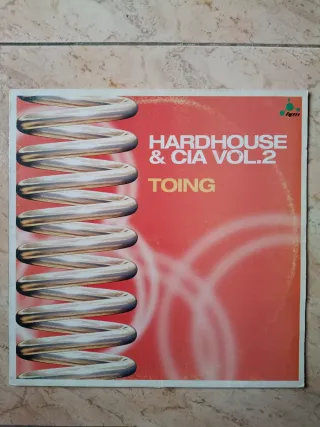 HARDHOUSE
& CIA VOL.2
TOING